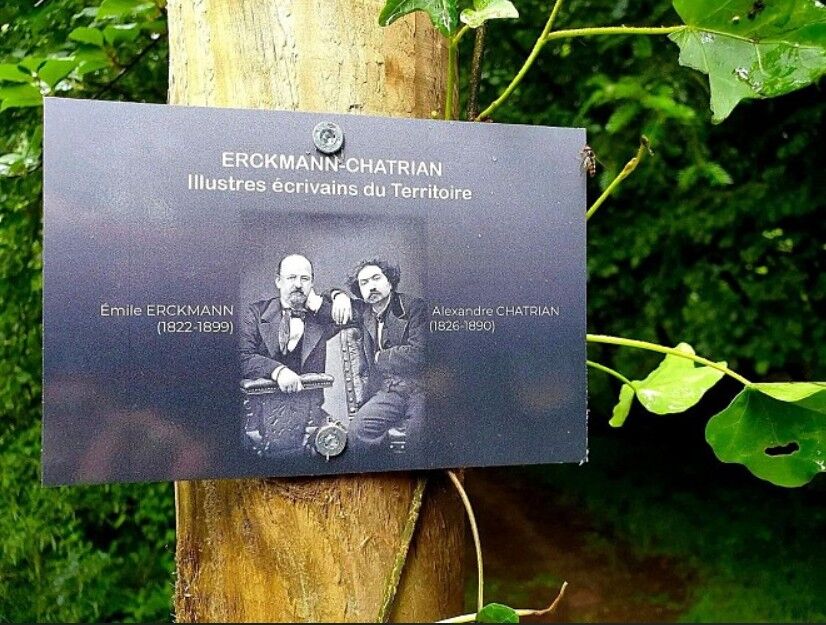 ERCKMANN-CHATRIAN
Illustres écrivains du Territoire
Émile ERCKMANN
(1822-1899)
Alexandre CHATRIAN
(1826-1890)